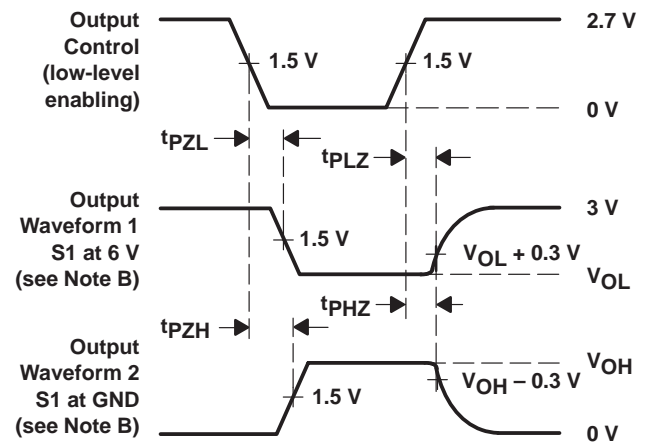 Output
Control
(low-level
enabling)
2.7 V
1.5 V
1.5 V
0 V
tPZL
tPLZ
Output
Waveform 1
S1 at 6 V
(see Note B)
3 V
1.5 V
VOL + 0.3 V
VOL
tPZH
tPHZ
Output
Waveform 2
S1 at GND
(see Note B)
VOH
VOH – 0.3 V
1.5 V
0 V